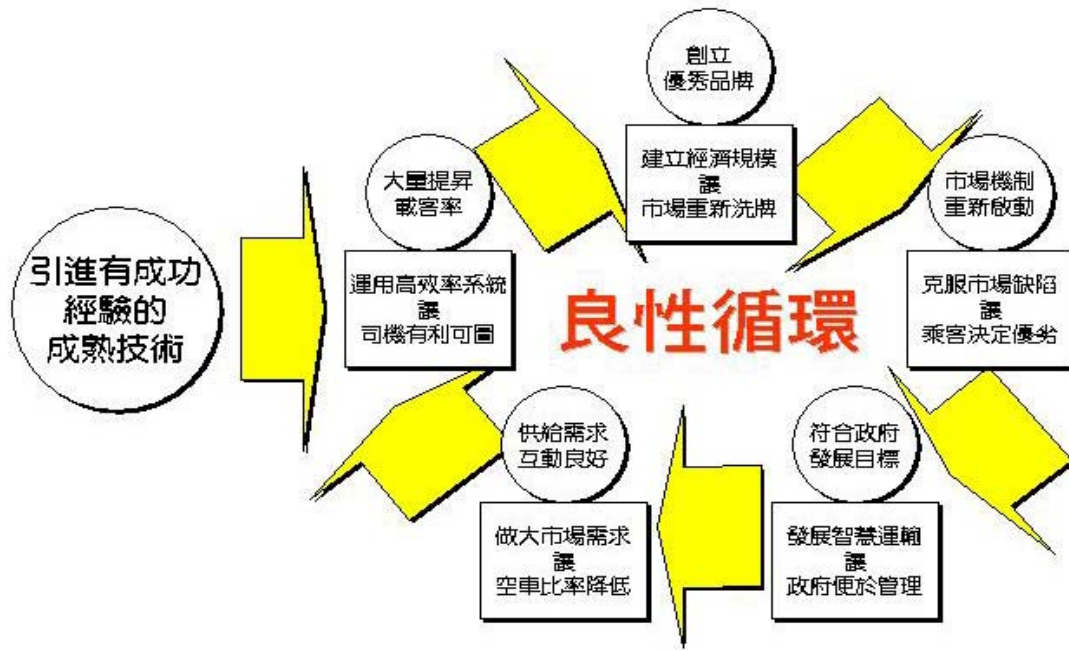 引進有成功
經驗的
成熟技術
大量提昇
載客率
運用高效率系統
讓
司機有利可圖
創立
優秀品牌
建立經濟規模
讓
市場重新洗牌
市場機制
重新啟動
克服市場缺陷
讓
乘客決定優劣
符合政府
發展目標
發展智慧運輸
讓
政府便於管理
供給需求
互動良好
做大市場需求
讓
空車比率降低
良性循環